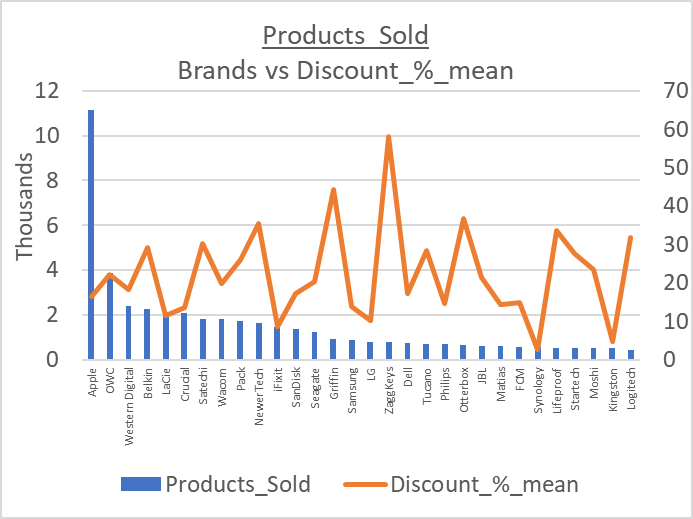 Products_Sold
Brands vs Discount_%_mean
12
10
8
6
4
2
0
Thousands
70
60
50
40
30
20
10
0
Apple
OWC
Western Digital
Belkin
LaCie
Crucial
Satechi
Wacom
Pack
NewerTech
iFixit
SanDisk
Seagate
Griffin
Samsung
LG
ZaggKeys
Dell
Tucano
Philips
Otterbox
JBL
Matias
FCM
Synology
Lifeproof
Startech
Moshi
Kingston
Logitech
Products_Sold
Discount_%_mean